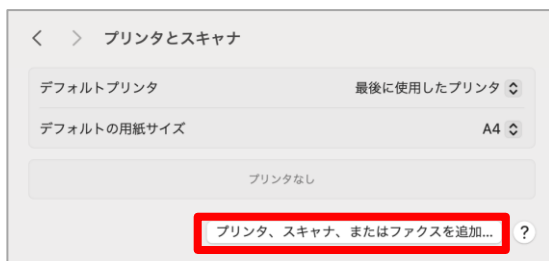 プリンタとスキャナ
デフォルトプリンタ 最後に使用したプリンタ
デフォルトの用紙サイズ A4
プリンタなし
プリンタ、スキャナ、またはファクスを追加... ?